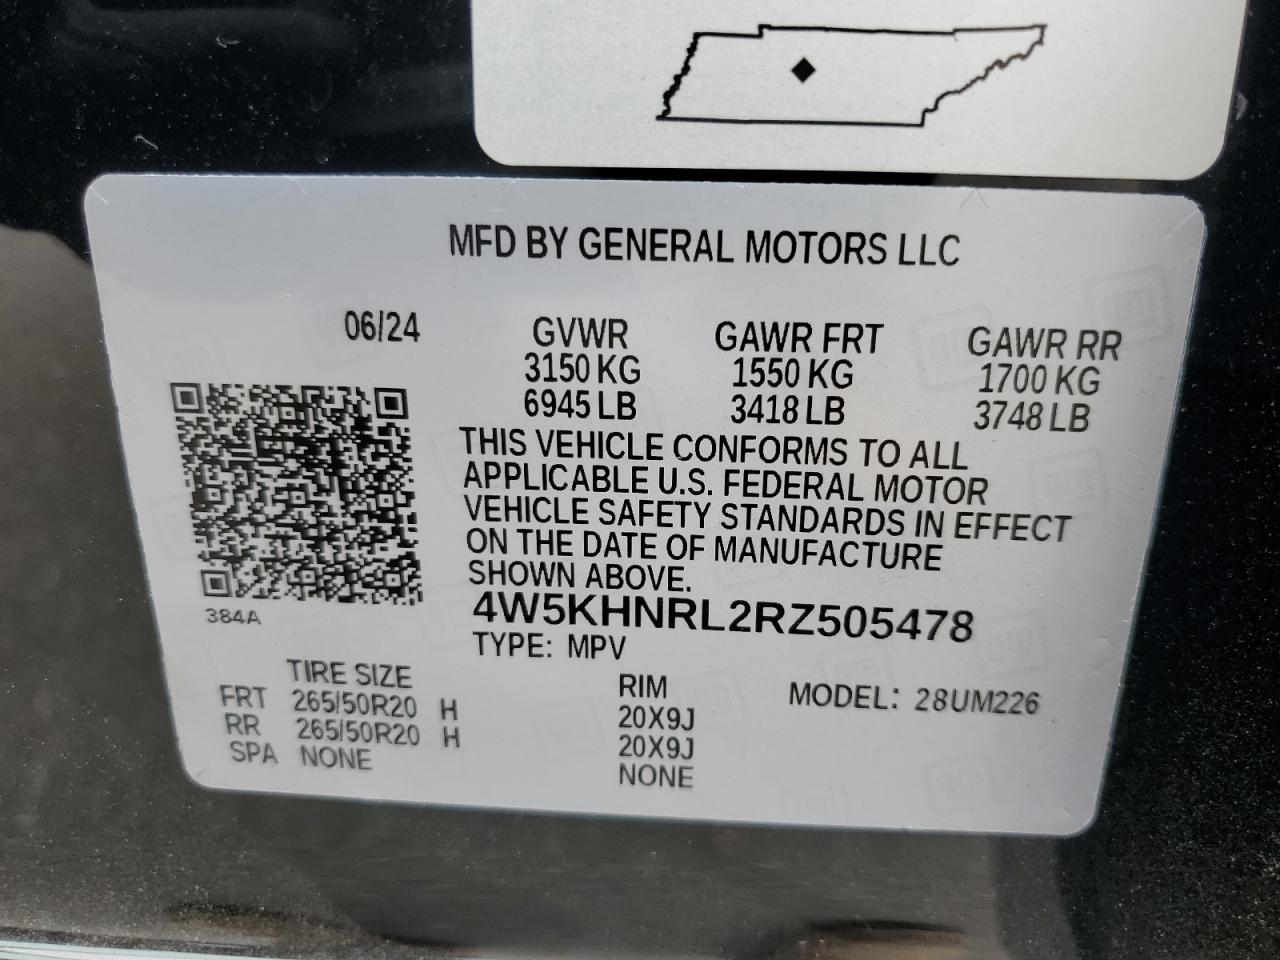 MFD BY GENERAL MOTORS LLC
06/24 GVWR GAWR FRT GAWR RR
3150 KG 1550 KG 1700 KG
6945 LB 3418 LB 3748 LB
THIS VEHICLE CONFORMS TO ALL
APPLICABLE U.S. FEDERAL MOTOR
VEHICLE SAFETY STANDARDS IN EFFECT
ON THE DATE OF MANUFACTURE
SHOWN ABOVE.
384A 4W5KHNRL2RZ505478
TYPE: MPV
TIRE SIZE RIM MODEL: 28UM226
FRT 265/50R20 H 20X9J
RR 265/50R20 H 20X9J
SPA NONE NONE